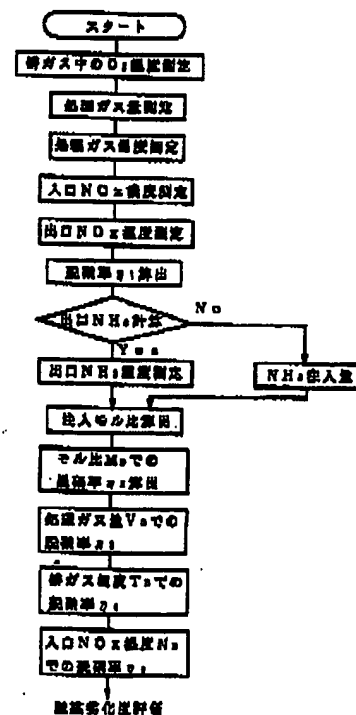 スタート
排ガス中のO₂濃度測定
処理ガス量測定
処理ガス温度測定
入口NOx濃度測定
出口NOx濃度測定
脱硝率η₁算出
出口NH₃計算
No
Yes
出口NH₃濃度測定
NH₃注入量
注入モル比算出
モル比M₀での
脱硝率η₂算出
処理ガス量V₀での
脱硝率η₃
排ガス温度T₀での
脱硝率η₄
入口NOx濃度N₀
での脱硝率η₅
触媒劣化度評価